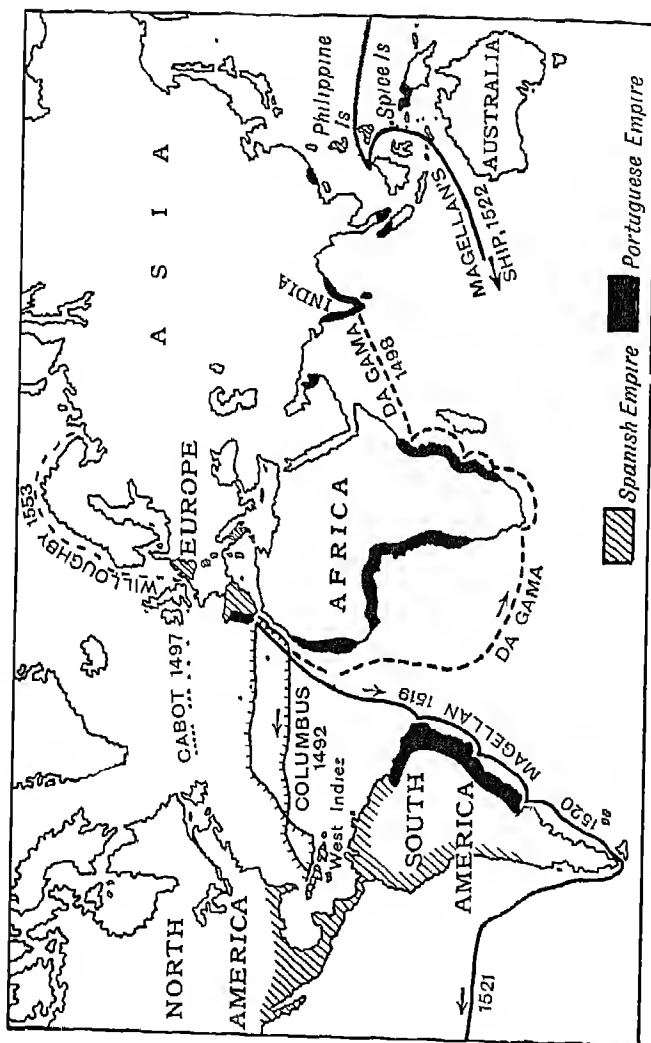 NORTH
AMERICA
CABOT 1497
WILLOUGHBY 1553
EUROPE
ASIA
COLUMBUS
1492
West Indies
AFRICA
INDIA
DA GAMA
1498
Philippine
Is
Spice Is
SOUTH
AMERICA
MAGELLAN 1519
1520
1521
DA GAMA
MAGELLAN'S
SHIP, 1522
AUSTRALIA
Spanish Empire
Portuguese Empire